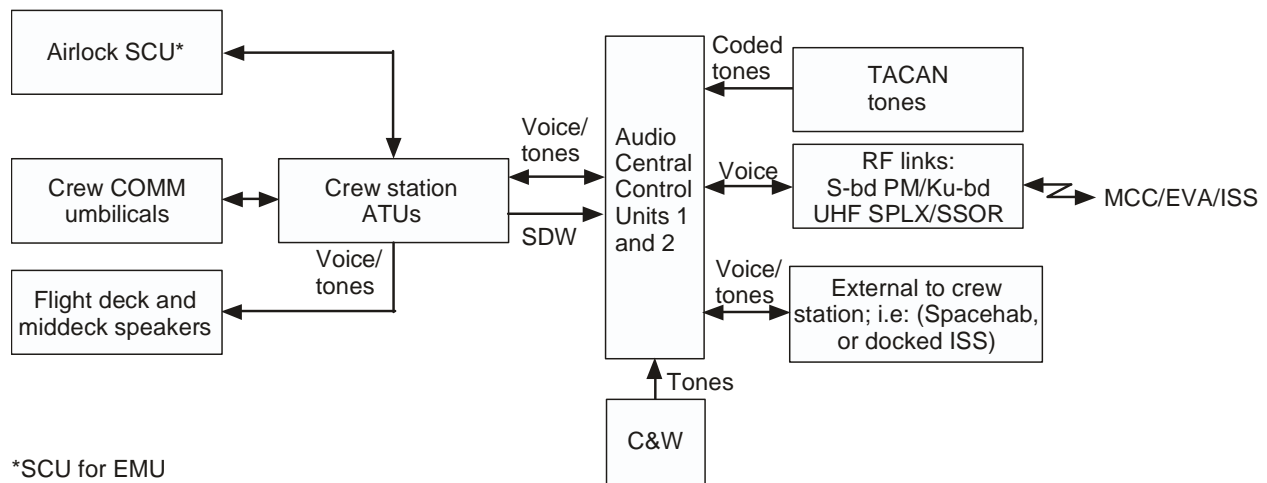 Airlock SCU*
Crew COMM
umbilicals
Flight deck and
middeck speakers
Crew station
ATUs
Voice/
tones
Voice/
tones
SDW
Audio
Central
Control
Units 1
and 2
Coded
tones
TACAN
tones
Voice
RF links:
S-bd PM/Ku-bd
UHF SPLX/SSOR
MCC/EVA/ISS
Voice/
tones
External to crew
station; i.e: (Spacehab,
or docked ISS)
Tones
C&W
*SCU for EMU